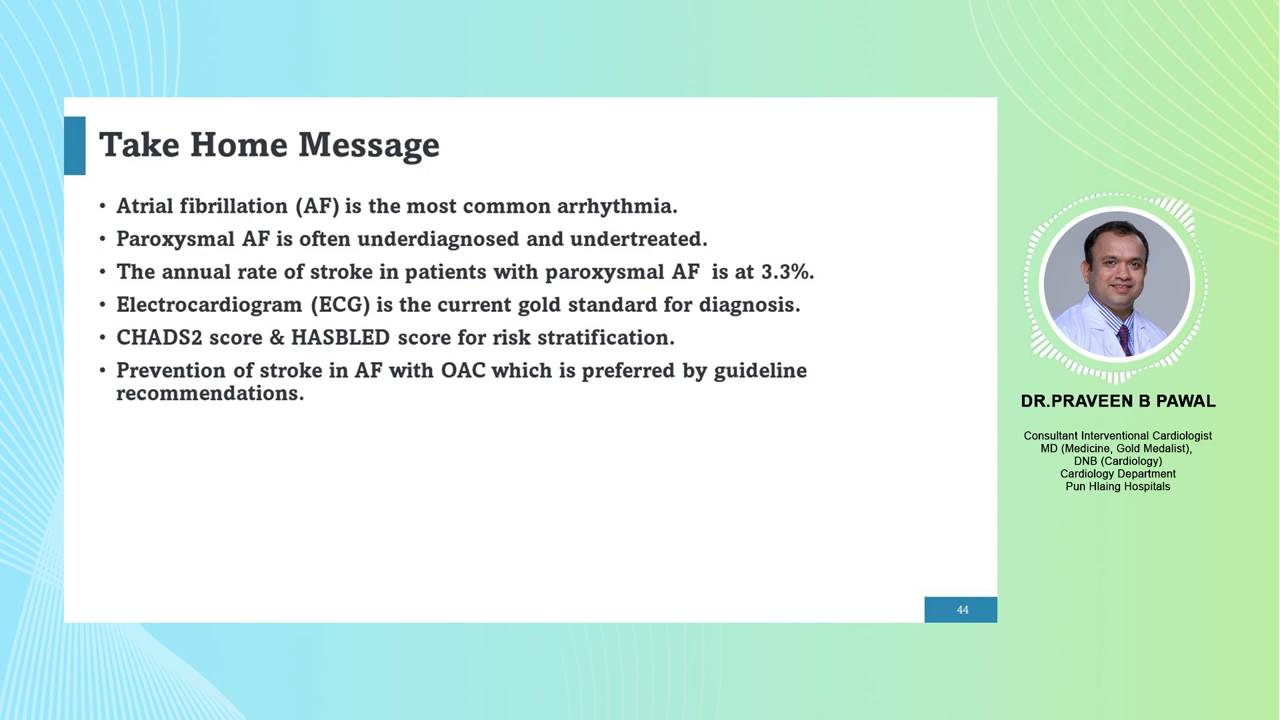 Take Home Message
• Atrial fibrillation (AF) is the most common arrhythmia.
• Paroxysmal AF is often underdiagnosed and undertreated.
• The annual rate of stroke in patients with paroxysmal AF  is at 3.3%.
• Electrocardiogram (ECG) is the current gold standard for diagnosis.
• CHADS2 score & HASBLED score for risk stratification.
• Prevention of stroke in AF with OAC which is preferred by guideline
recommendations.
44
DR.PRAVEEN B PAWAL
Consultant Interventional Cardiologist
MD (Medicine, Gold Medalist),
DNB (Cardiology)
Cardiology Department
Pun Hlaing Hospitals